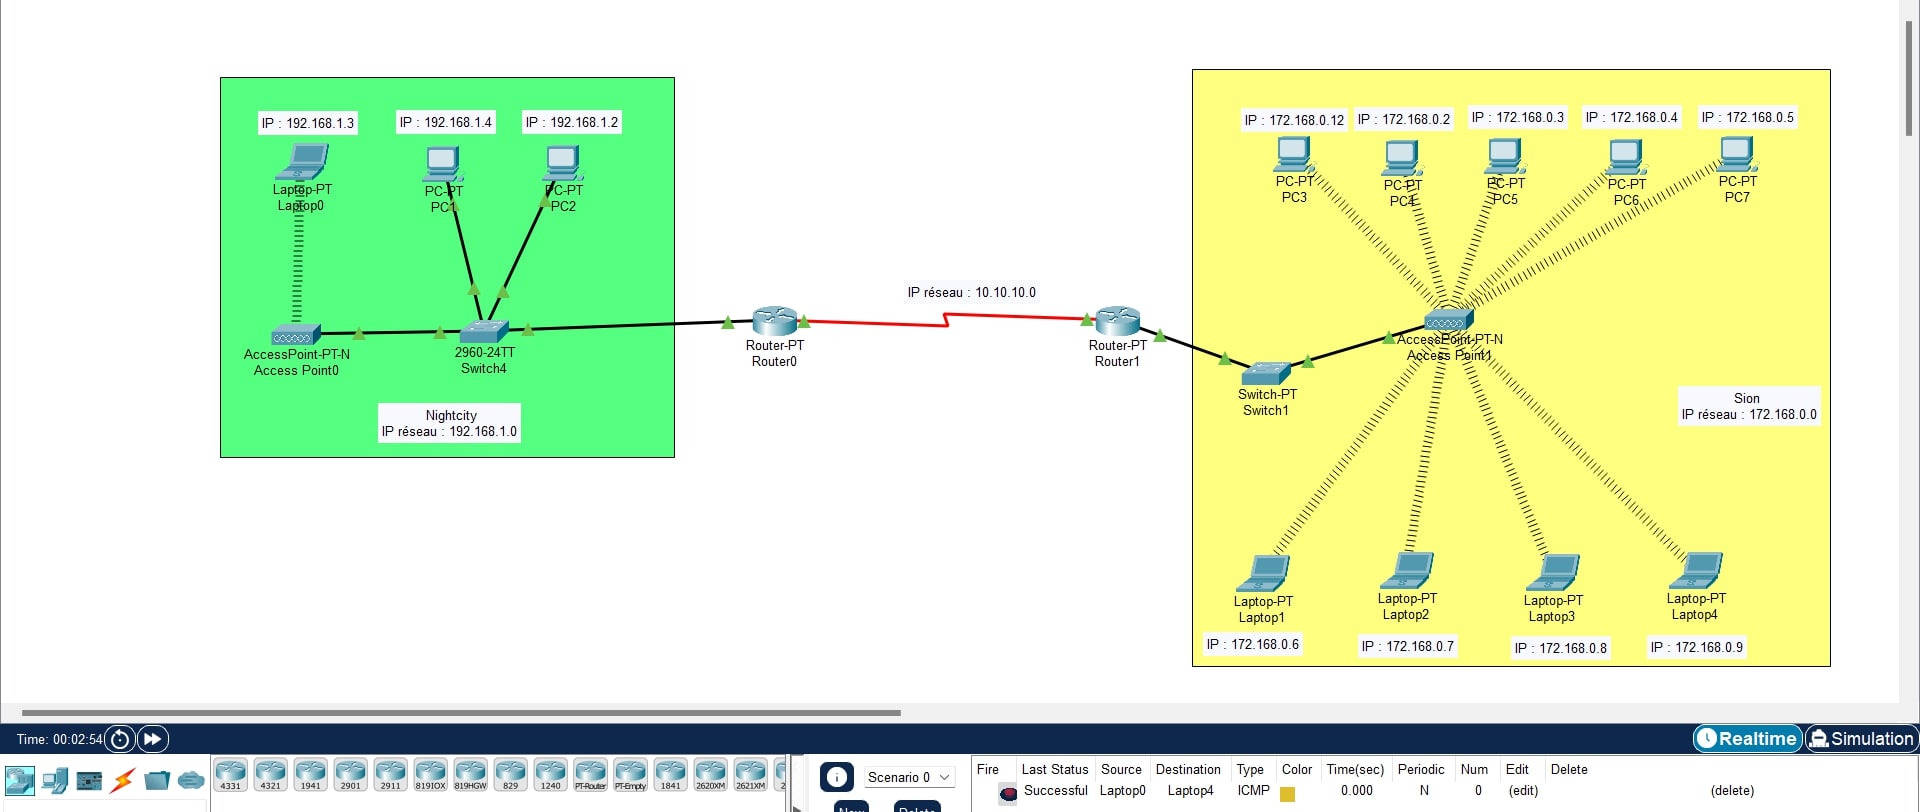 IP : 192.168.1.3
IP : 192.168.1.4
IP : 192.168.1.2
Laptop-PT
Laptop0
PC-PT
PC1
PC-PT
PC2
AccessPoint-PT-N
Access Point0
2960-24TT
Switch4
Nightcity
IP réseau : 192.168.1.0
Router-PT
Router0
IP réseau : 10.10.10.0
Router-PT
Router1
Switch-PT
Switch1
IP : 172.168.0.12
IP : 172.168.0.2
IP : 172.168.0.3
IP : 172.168.0.4
IP : 172.168.0.5
PC-PT
PC3
PC-PT
PC4
PC-PT
PC5
PC-PT
PC6
PC-PT
PC7
AccessPoint-PT-N
Access Point1
Sion
IP réseau : 172.168.0.0
Laptop-PT
Laptop1
Laptop-PT
Laptop2
Laptop-PT
Laptop3
Laptop-PT
Laptop4
IP : 172.168.0.6
IP : 172.168.0.7
IP : 172.168.0.8
IP : 172.168.0.9
Time: 00:02:54
Realtime
Simulation
4331 4321 1941 2901 2911 819IOX 819HGW 829 1240 PT-Router PT-Empty 1841 2620XM 2621XM
Scenario 0
New Delete
Fire Last Status Source Destination Type Color Time(sec) Periodic Num Edit Delete
Successful Laptop0 Laptop4 ICMP 0.000 N 0 (edit) (delete)